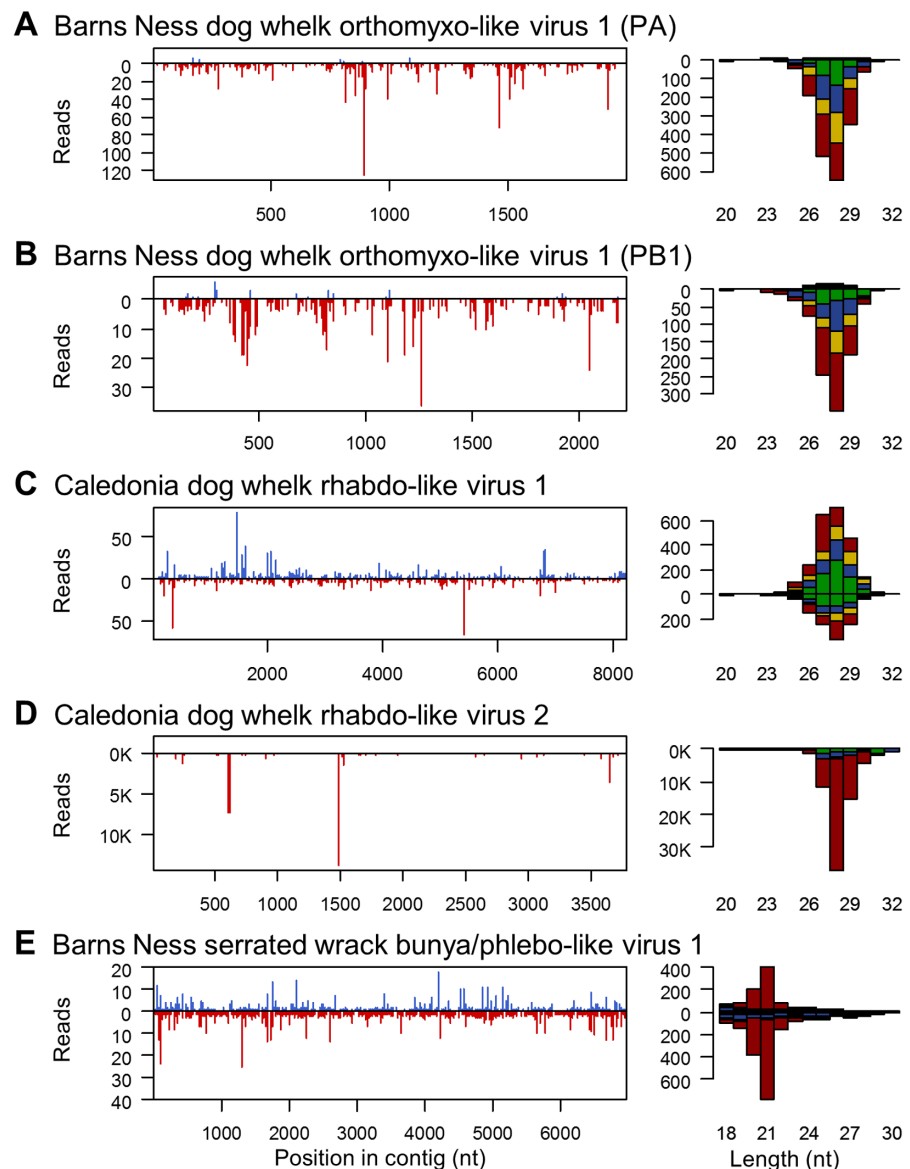 A Barns Ness dog whelk orthomyxo-like virus 1 (PA)
Reads
0
20
40
60
80
100
120
500 1000 1500
0
100
200
300
400
500
600
20 23 26 29 32
B Barns Ness dog whelk orthomyxo-like virus 1 (PB1)
Reads
0
10
20
30
500 1000 1500 2000
0
50
100
150
200
250
300
20 23 26 29 32
C Caledonia dog whelk rhabdo-like virus 1
Reads
50
0
50
2000 4000 6000 8000
600
400
200
0
200
20 23 26 29 32
D Caledonia dog whelk rhabdo-like virus 2
Reads
0K
5K
10K
500 1000 1500 2000 2500 3000 3500
0K
10K
20K
30K
20 23 26 29 32
E Barns Ness serrated wrack bunya/phlebo-like virus 1
Reads
20
10
0
10
20
30
40
1000 2000 3000 4000 5000 6000
Position in contig (nt)
400
200
0
200
400
600
18 21 24 27 30
Length (nt)